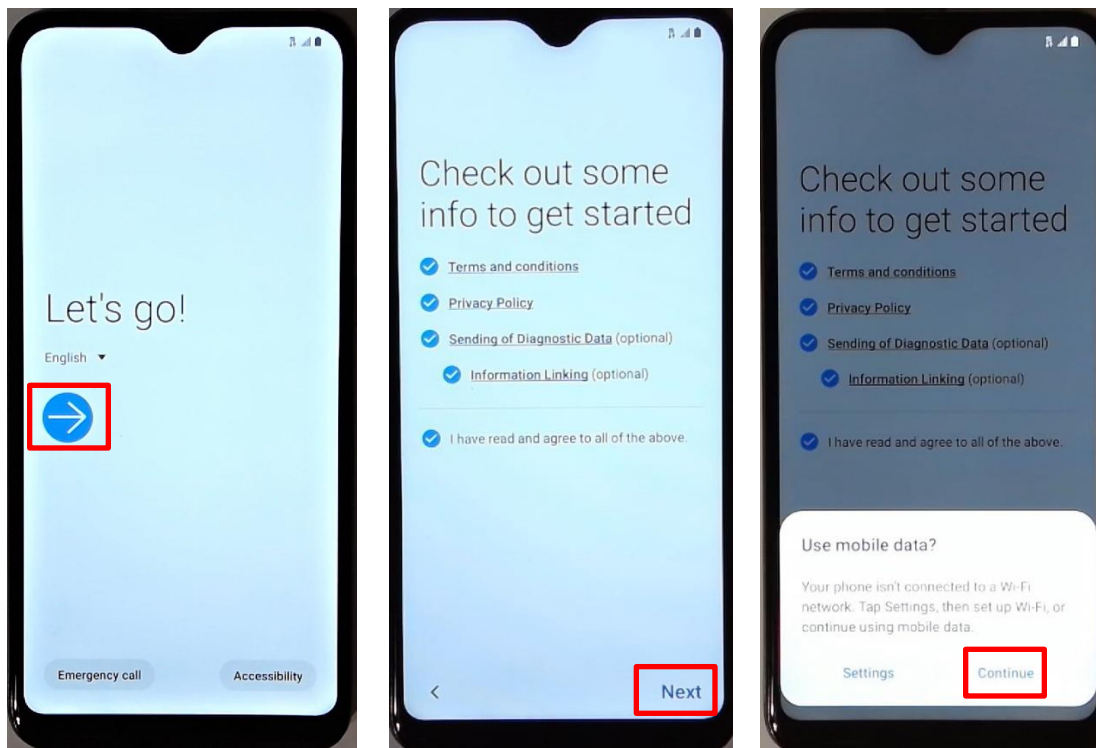 Let's go!
English
Emergency call
Accessibility
Check out some
info to get started
Terms and conditions
Privacy Policy
Sending of Diagnostic Data (optional)
Information Linking (optional)
I have read and agree to all of the above.
Next
Check out some
info to get started
Terms and conditions
Privacy Policy
Sending of Diagnostic Data (optional)
Information Linking (optional)
I have read and agree to all of the above.
Use mobile data?
Your phone isn't connected to a Wi-Fi
network. Tap Settings, then set up Wi-Fi, or
continue using mobile data.
Settings
Continue